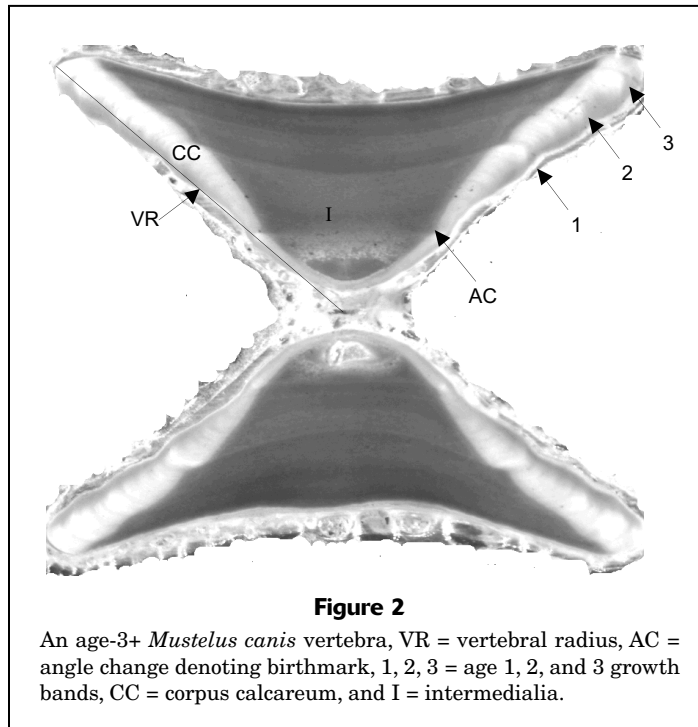 CC
3
2
I
VR
1
AC
Figure 2
An age-3+ Mustelus canis vertebra, VR = vertebral radius, AC =
angle change denoting birthmark, 1, 2, 3 = age 1, 2, and 3 growth
bands, CC = corpus calcareum, and I = intermedialia.